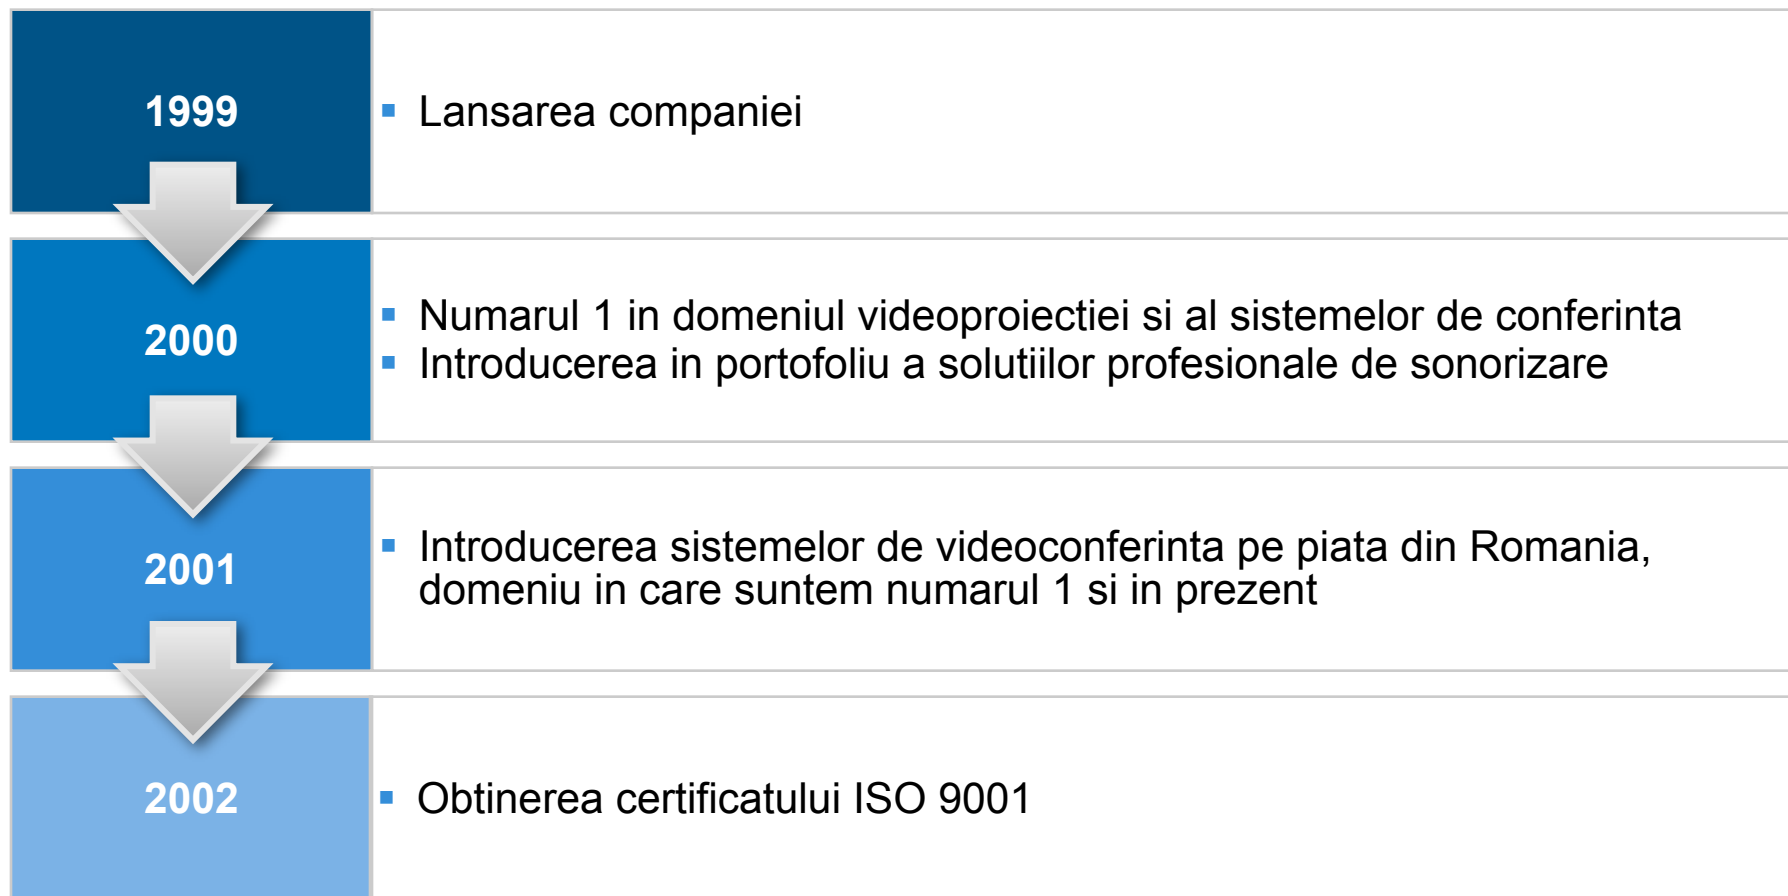 1999
Lansarea companiei
2000
Numarul 1 in domeniul videoproiectiei si al sistemelor de conferinta
Introducerea in portofoliu a solutiilor profesionale de sonorizare
2001
Introducerea sistemelor de videoconferinta pe piata din Romania,
domeniu in care suntem numarul 1 si in prezent
2002
Obtinerea certificatului ISO 9001